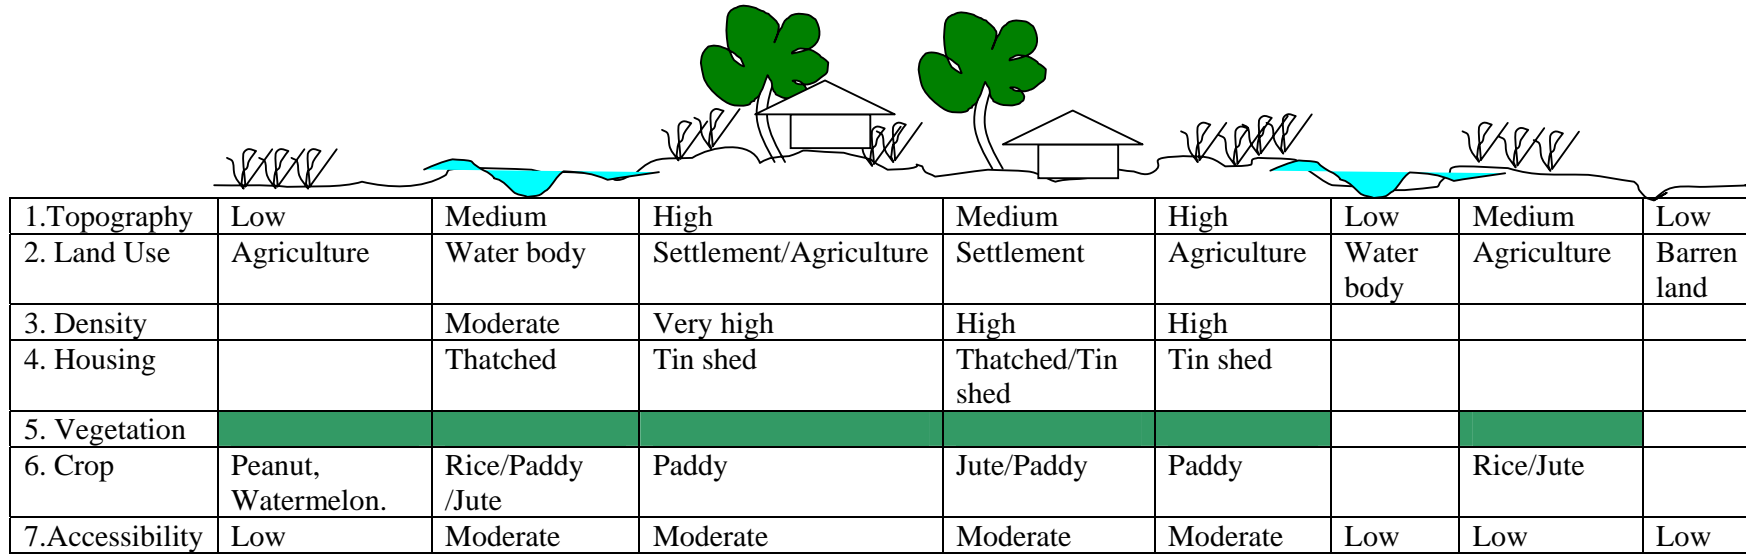 1.Topography Low Medium High Medium High Low Medium Low
2. Land Use Agriculture Water body Settlement/Agriculture Settlement Agriculture Water Agriculture Barren
body land
3. Density Moderate Very high High High
4. Housing Thatched Tin shed Thatched/Tin Tin shed
shed
5. Vegetation
6. Crop Peanut, Rice/Paddy Paddy Jute/Paddy Paddy Rice/Jute
Watermelon. /Jute
7.Accessibility Low Moderate Moderate Moderate Moderate Low Low Low